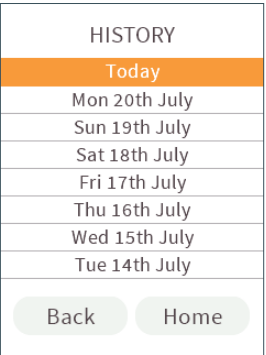 HISTORY
Today
Mon 20th July
Sun 19th July
Sat 18th July
Fri 17th July
Thu 16th July
Wed 15th July
Tue 14th July
Back Home